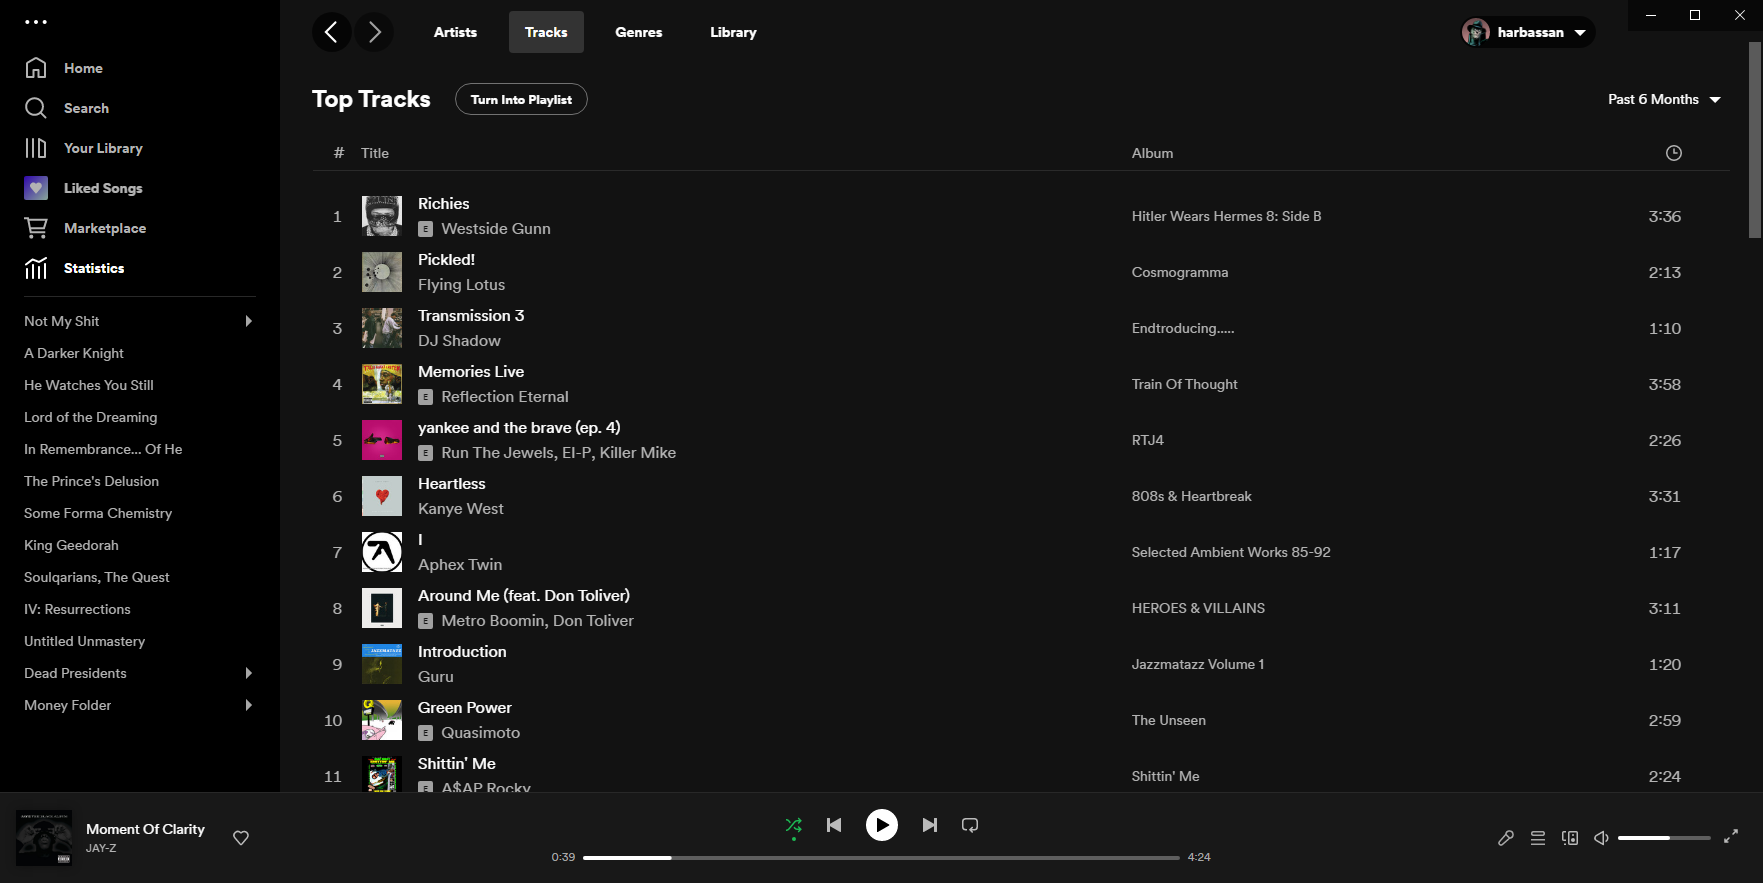 Artists
Tracks
Genres
Library
harbassan
Home
Search
Your Library
Liked Songs
Marketplace
Statistics
Not My Shit
A Darker Knight
He Watches You Still
Lord of the Dreaming
In Remembrance... Of He
The Prince's Delusion
Some Forma Chemistry
King Geedorah
Soulqarians, The Quest
IV: Resurrections
Untitled Unmastery
Dead Presidents
Money Folder
Top Tracks
Turn Into Playlist
Past 6 Months
# Title Album
1 Richies Hitler Wears Hermes 8: Side B 3:36
E Westside Gunn
2 Pickled! Cosmogramma 2:13
Flying Lotus
3 Transmission 3 Endtroducing..... 1:10
DJ Shadow
4 Memories Live Train Of Thought 3:58
E Reflection Eternal
5 yankee and the brave (ep. 4) RTJ4 2:26
E Run The Jewels, El-P, Killer Mike
6 Heartless 808s & Heartbreak 3:31
Kanye West
7 I Selected Ambient Works 85-92 1:17
Aphex Twin
8 Around Me (feat. Don Toliver) HEROES & VILLAINS 3:11
E Metro Boomin, Don Toliver
9 Introduction Jazzmatazz Volume 1 1:20
Guru
10 Green Power The Unseen 2:59
E Quasimoto
11 Shittin' Me Shittin' Me 2:24
E A$AP Rocky
Moment Of Clarity
JAY-Z
0:39
4:24